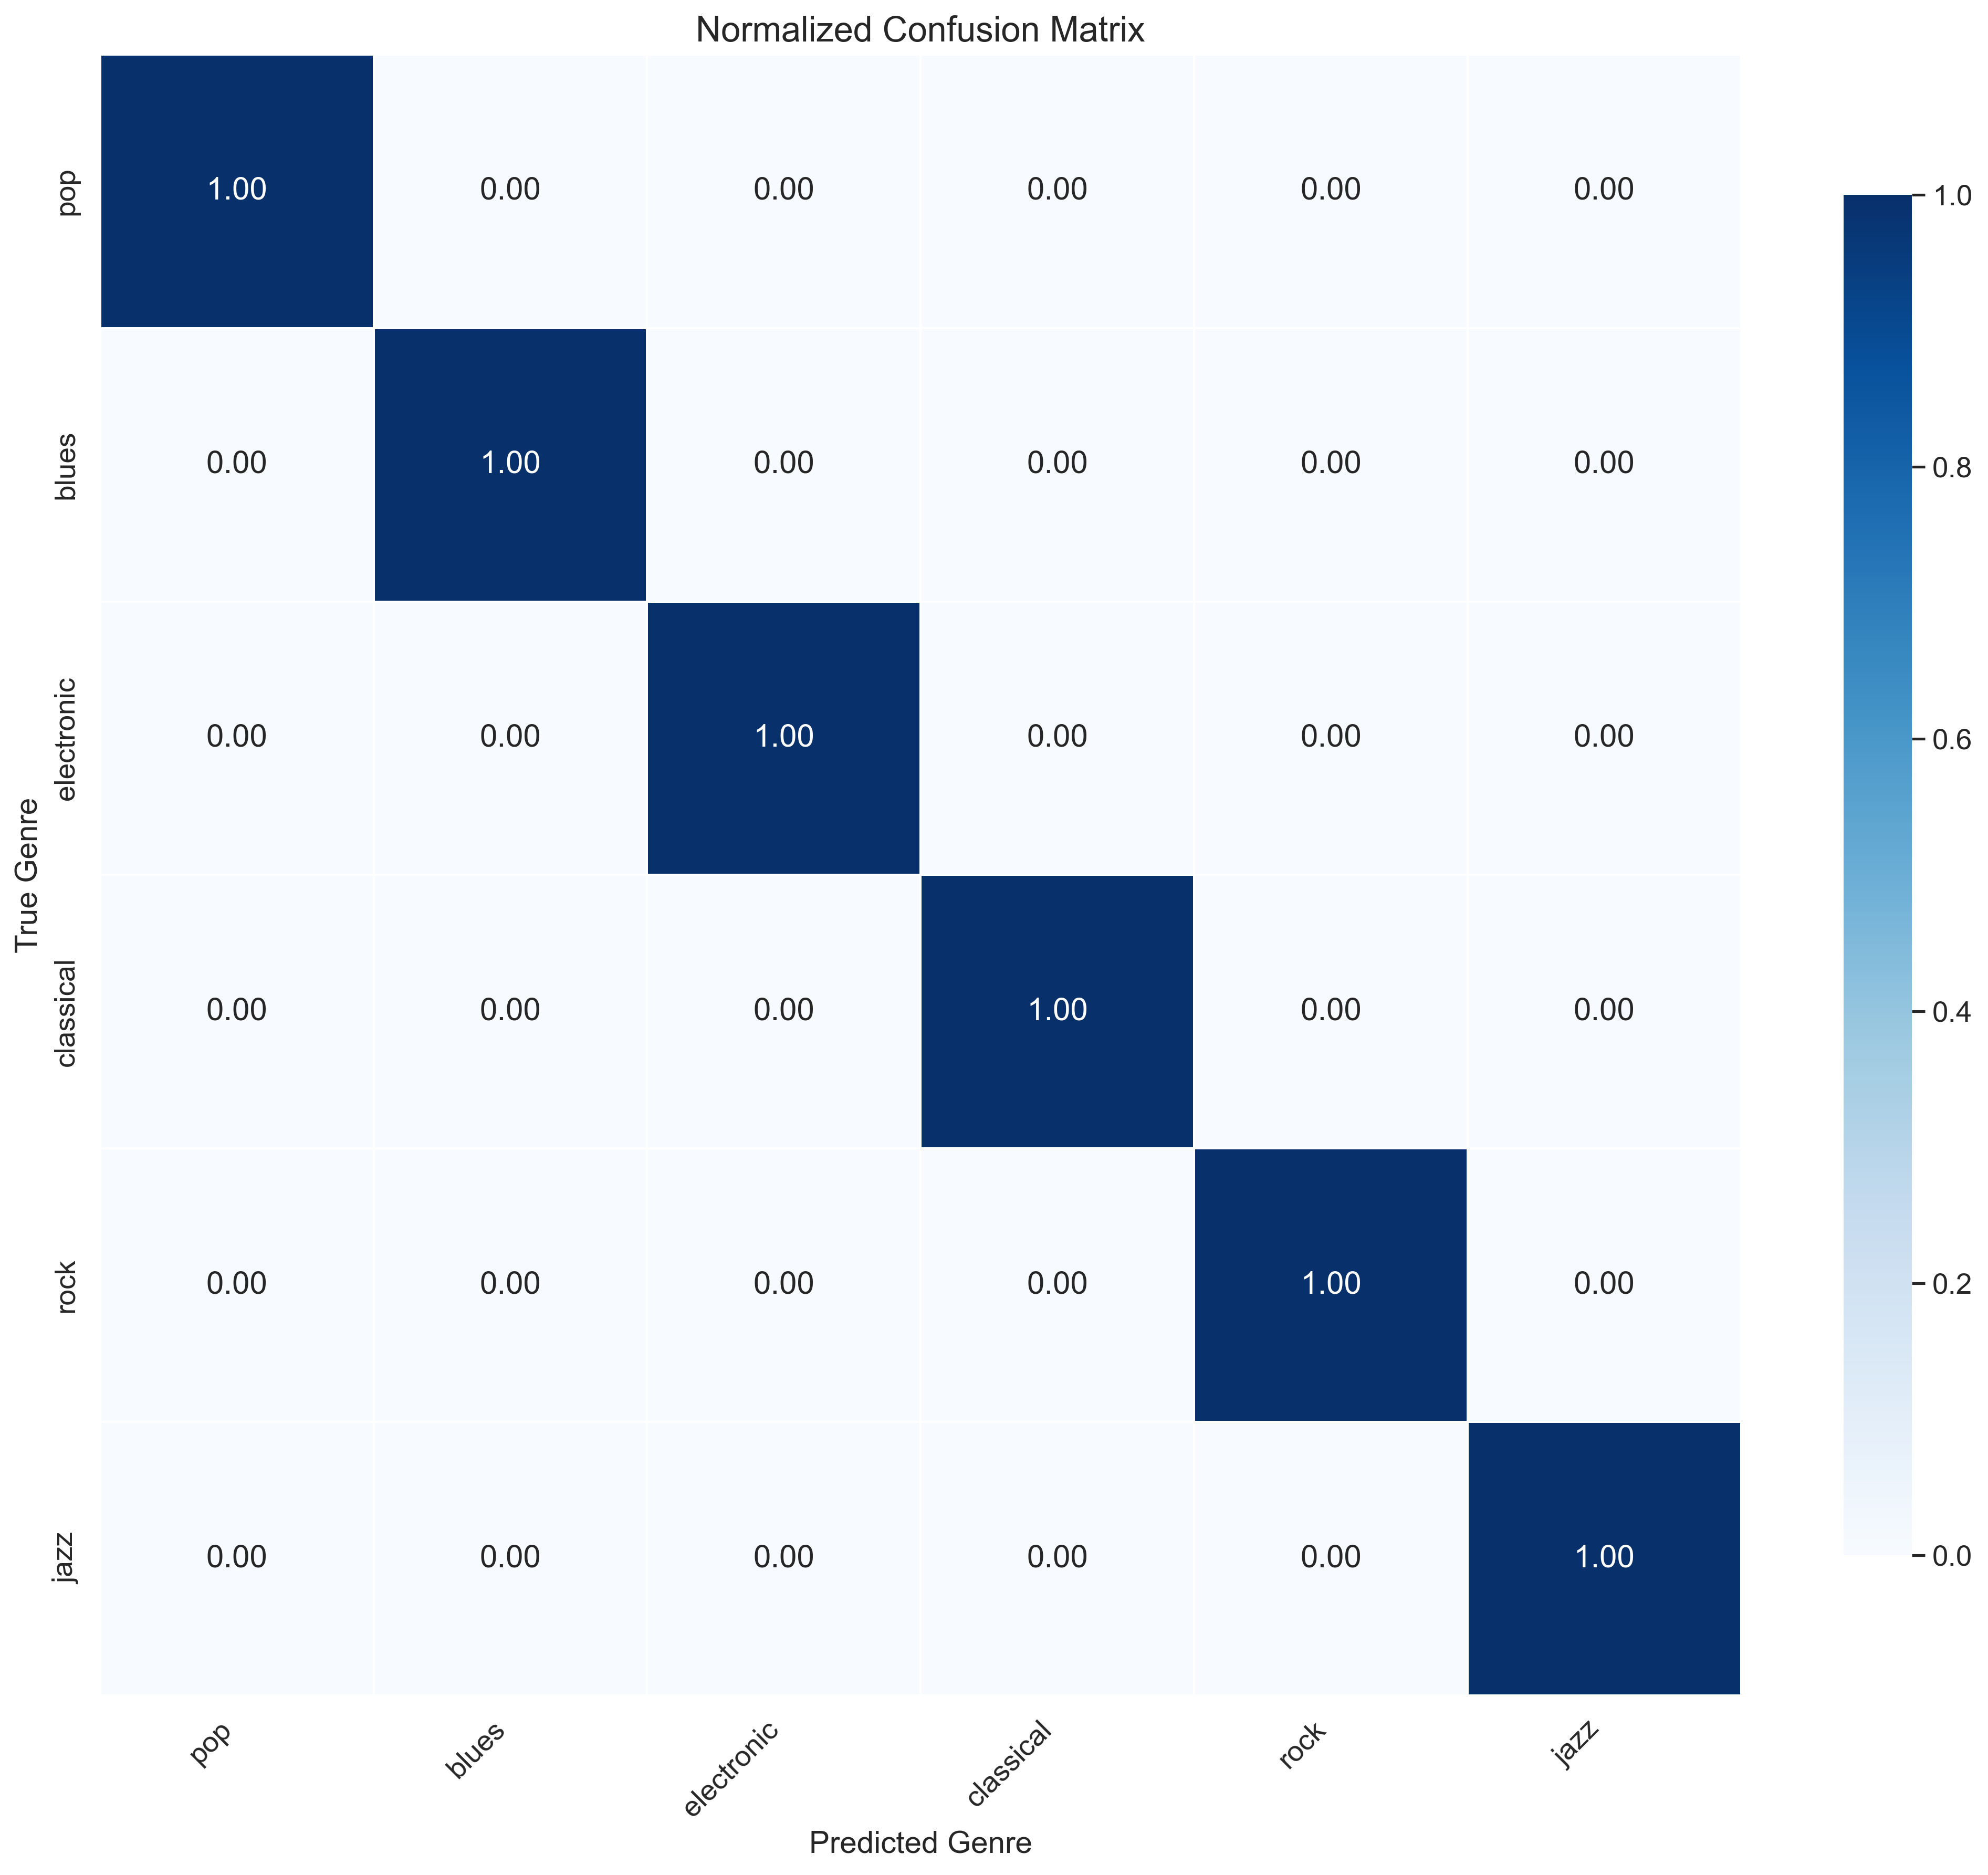 Normalized Confusion Matrix
True Genre
pop
1.00 0.00 0.00 0.00 0.00 0.00
blues
0.00 1.00 0.00 0.00 0.00 0.00
electronic
0.00 0.00 1.00 0.00 0.00 0.00
classical
0.00 0.00 0.00 1.00 0.00 0.00
rock
0.00 0.00 0.00 0.00 1.00 0.00
jazz
0.00 0.00 0.00 0.00 0.00 1.00
pop blues electronic classical rock jazz
Predicted Genre
1.0
0.8
0.6
0.4
0.2
0.0